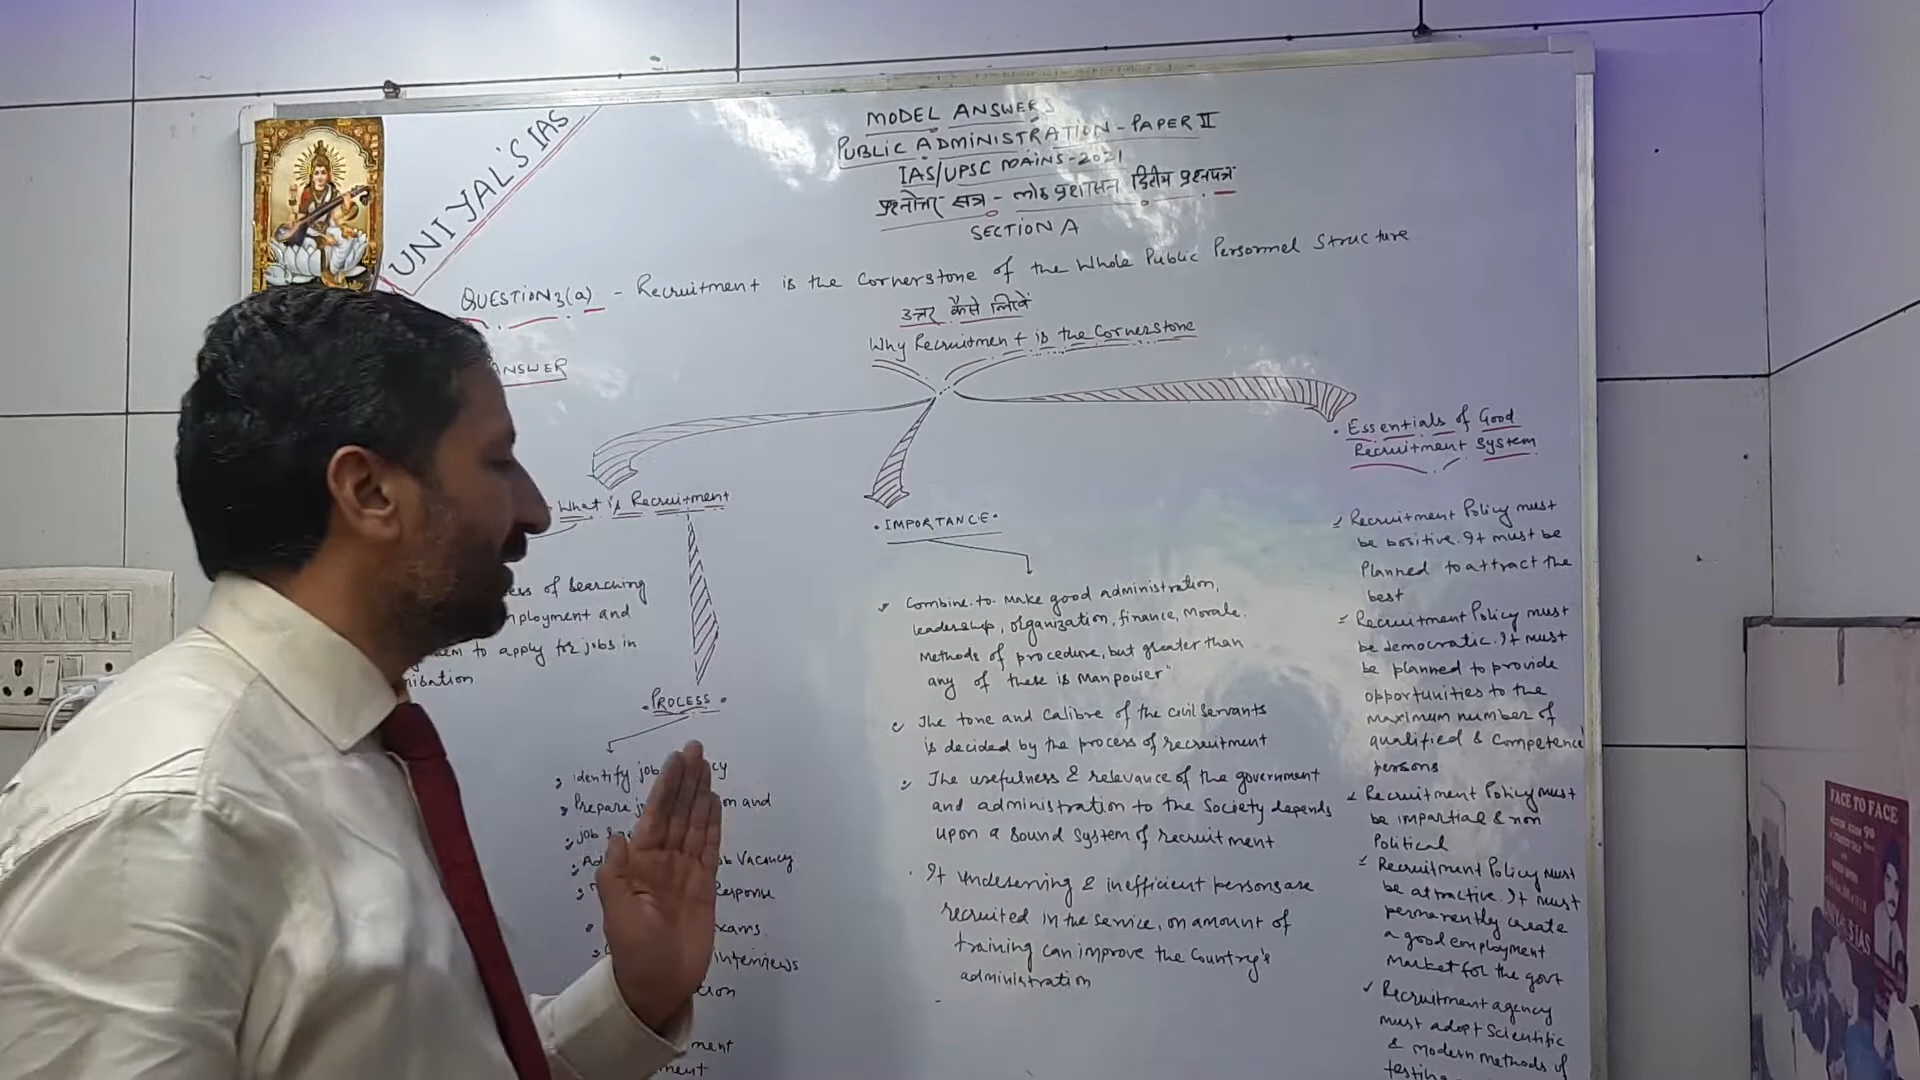 UNIYAL'S IAS
MODEL ANSWERS
PUBLIC ADMINISTRATION - PAPER II
IAS/UPSC MAINS - 2021
प्रश्नोत्तर सत्र - लोक प्रशासन द्वितीय प्रश्नपत्र
SECTION A
QUESTION 3(a) - Recruitment is the Cornerstone of the Whole Public Personnel Structure
उत्तर कैसे लिखें
Why Recruitment is the Cornerstone
ANSWER
What is Recruitment
of Searching
and
to apply for jobs in
. PROCESS .
identify job
Prepare and
job
Job Vacancy
Response
interviews
. IMPORTANCE .
Combine to Make good administration,
leadership, organization, finance, morale.
Methods of procedure, but greater than
any of these is Manpower"
The tone and Calibre of the Civil Servants
is decided by the process of recruitment
The usefulness & relevance of the government
and administration to the Society depends
upon a Sound System of recruitment
. If Undeserving & inefficient persons are
recruited in the service, on amount of
training can improve the Country's
administration
. Essentials of Good
Recruitment System
Recruitment Policy must
be positive. It must be
Planned to attract the
best
Recruitment Policy must
be democratic. It must
be planned to provide
opportunities to the
maximum number of
qualified & Competence
persons
Recruitment Policy must
be impartial & non
Political
Recruitment Policy must
be attractive. It must
permanently create
a good employment
Market for the govt
Recruitment agency
must adopt Scientific
& modern methods of
FACE TO FACE